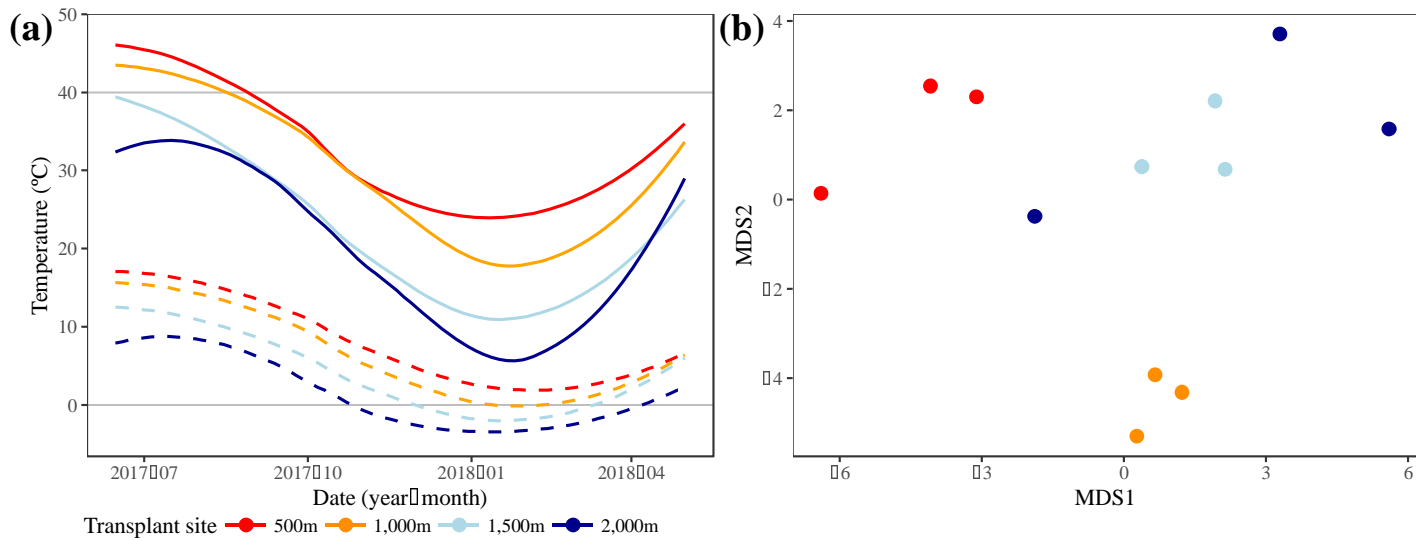 (a)
50
40
30
20
10
0
Temperature (ºC)
2017▯07 2017▯10 2018▯01 2018▯04
Date (year▯month)
Transplant site 500m 1,000m 1,500m 2,000m
(b)
4
2
0
▯2
▯4
MDS2
▯6 ▯3 0 3 6
MDS1